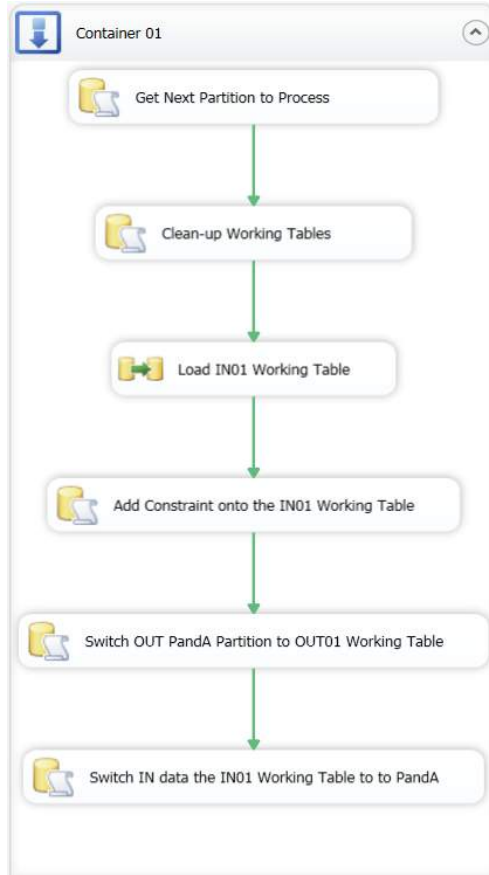 Container 01
Get Next Partition to Process
Clean-up Working Tables
Load IN01 Working Table
Add Constraint onto the IN01 Working Table
Switch OUT PandA Partition to OUT01 Working Table
Switch IN data the IN01 Working Table to to PandA